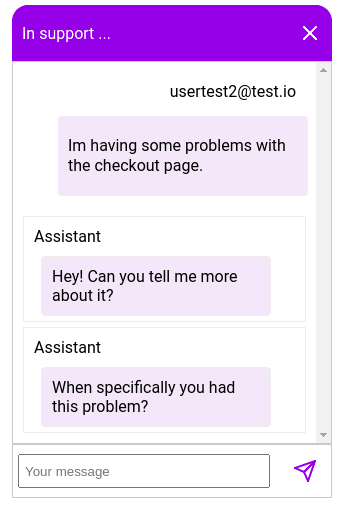 In support ...
usertest2@test.io
Im having some problems with
the checkout page.
Assistant
Hey! Can you tell me more
about it?
Assistant
When specifically you had
this problem?
Your message